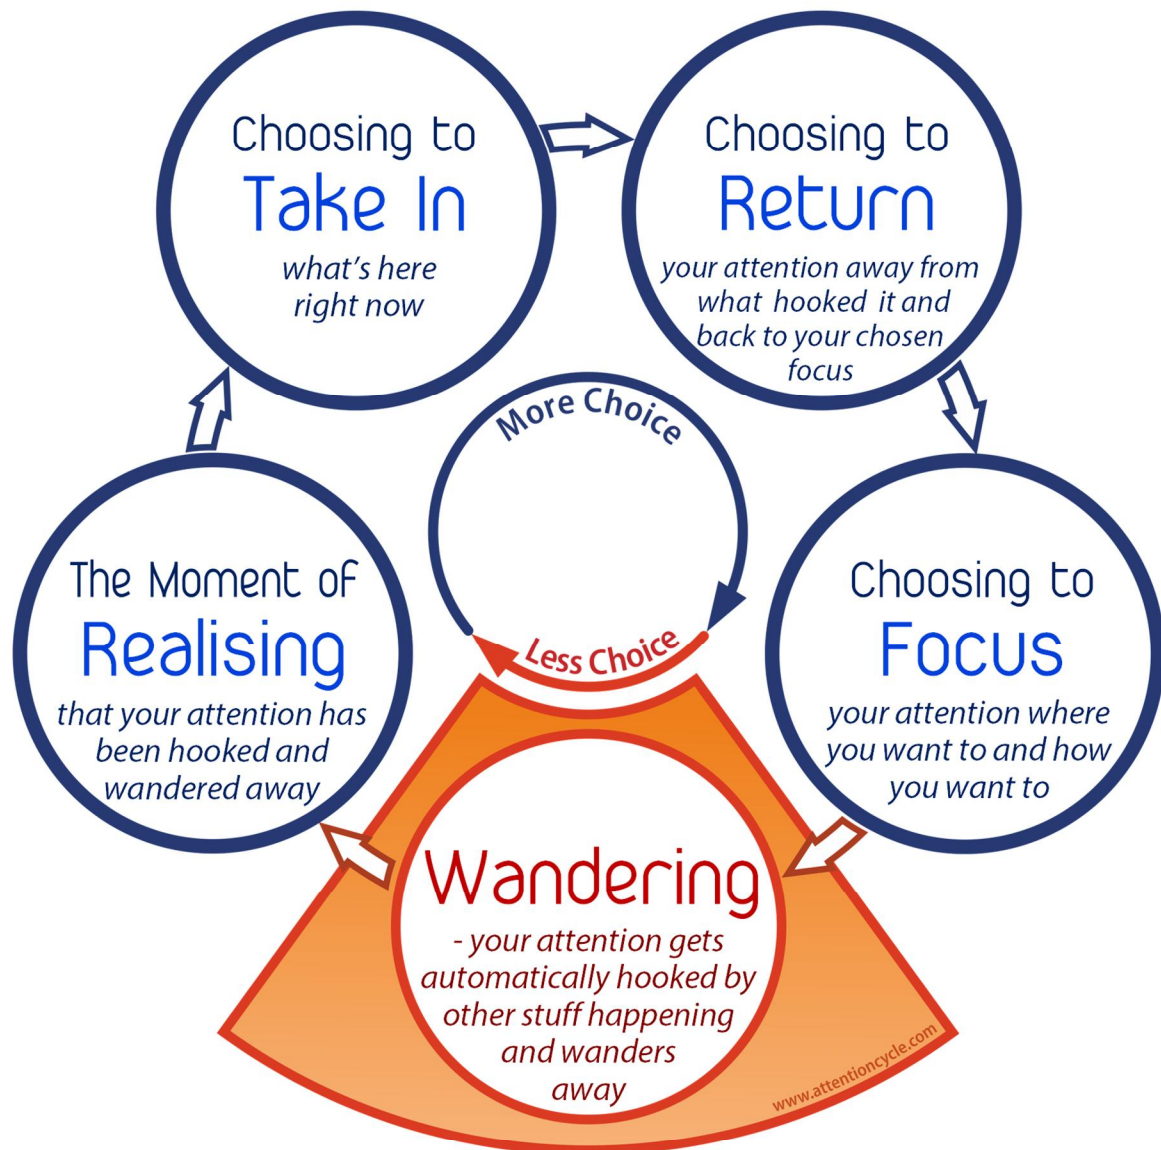 Choosing to
Take In
what's here
right now
Choosing to
Return
your attention away from
what hooked it and
back to your chosen
focus
More Choice
Less Choice
The Moment of
Realising
that your attention has
been hooked and
wandered away
Choosing to
Focus
your attention where
you want to and how
you want to
Wandering
- your attention gets
automatically hooked by
other stuff happening
and wanders
away
www.attentioncycle.com